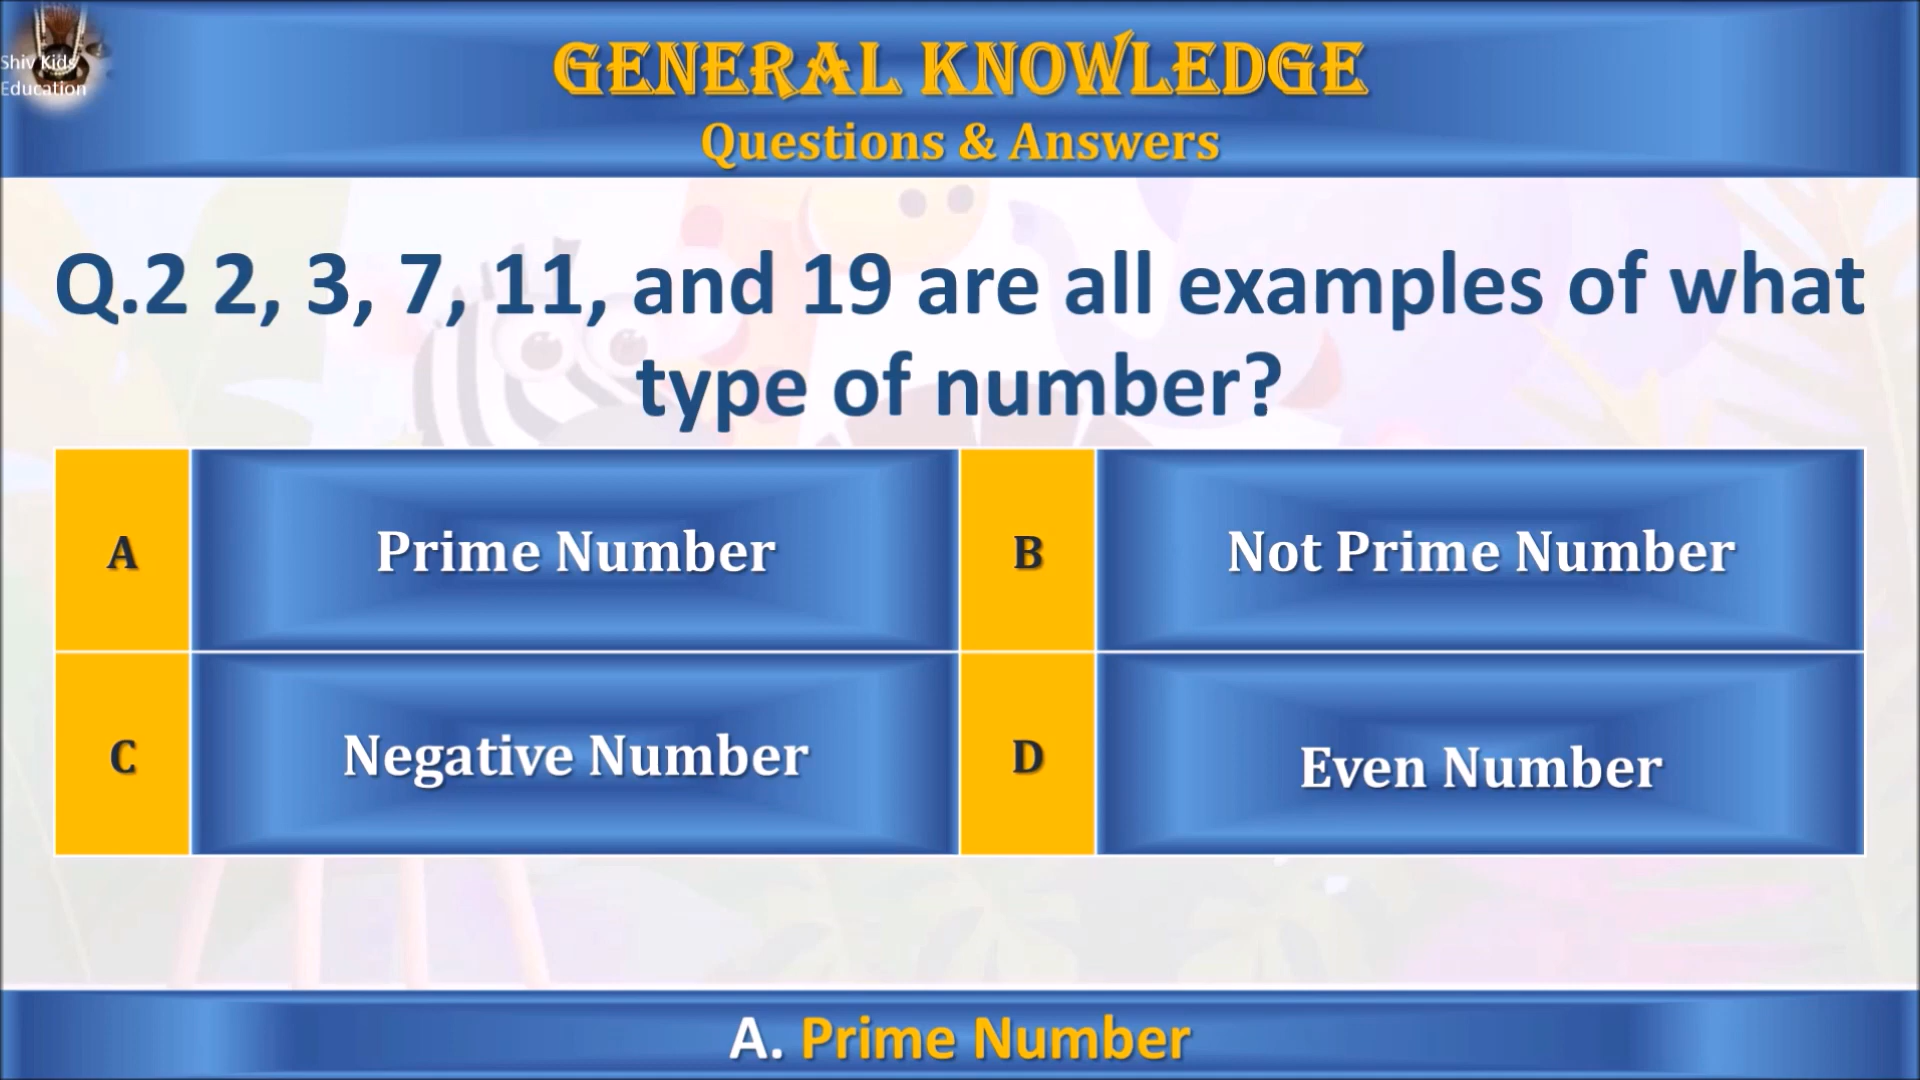 Shiv Kids
Education
GENERAL KNOWLEDGE
Questions & Answers
Q.2 2, 3, 7, 11, and 19 are all examples of what
type of number?
A Prime Number B Not Prime Number
C Negative Number D Even Number
A. Prime Number